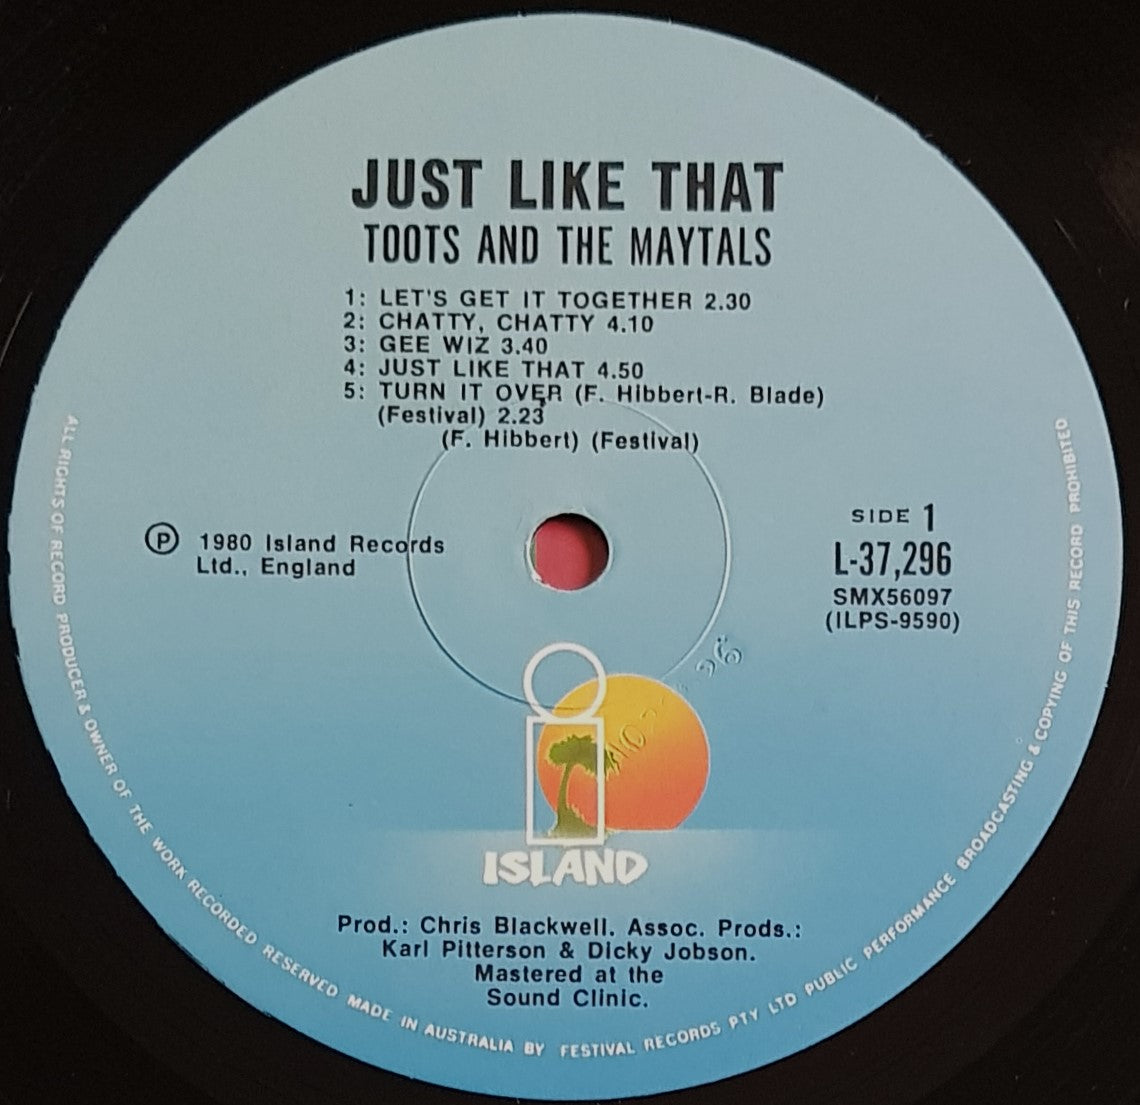 JUST LIKE THAT
TOOTS AND THE MAYTALS
1: LET'S GET IT TOGETHER 2.30
2: CHATTY, CHATTY 4.10
3: GEE WIZ 3.40
4: JUST LIKE THAT 4.50
5: TURN IT OVER (F. Hibbert-R. Blade)
(Festival) 2.23
(F. Hibbert) (Festival)
Ⓟ 1980 Island Records
Ltd., England
SIDE 1
L-37,296
SMX56097
(ILPS-9590)
i
ISLAND
Prod.: Chris Blackwell. Assoc. Prods.:
Karl Pitterson & Dicky Jobson.
Mastered at the
Sound Clinic.
ALL RIGHTS OF RECORD PRODUCER & OWNER OF THE WORK RECORDED RESERVED MADE IN AUSTRALIA BY FESTIVAL RECORDS PTY LTD PUBLIC PERFORMANCE BROADCASTING & COPYING OF THIS RECORD PROHIBITED